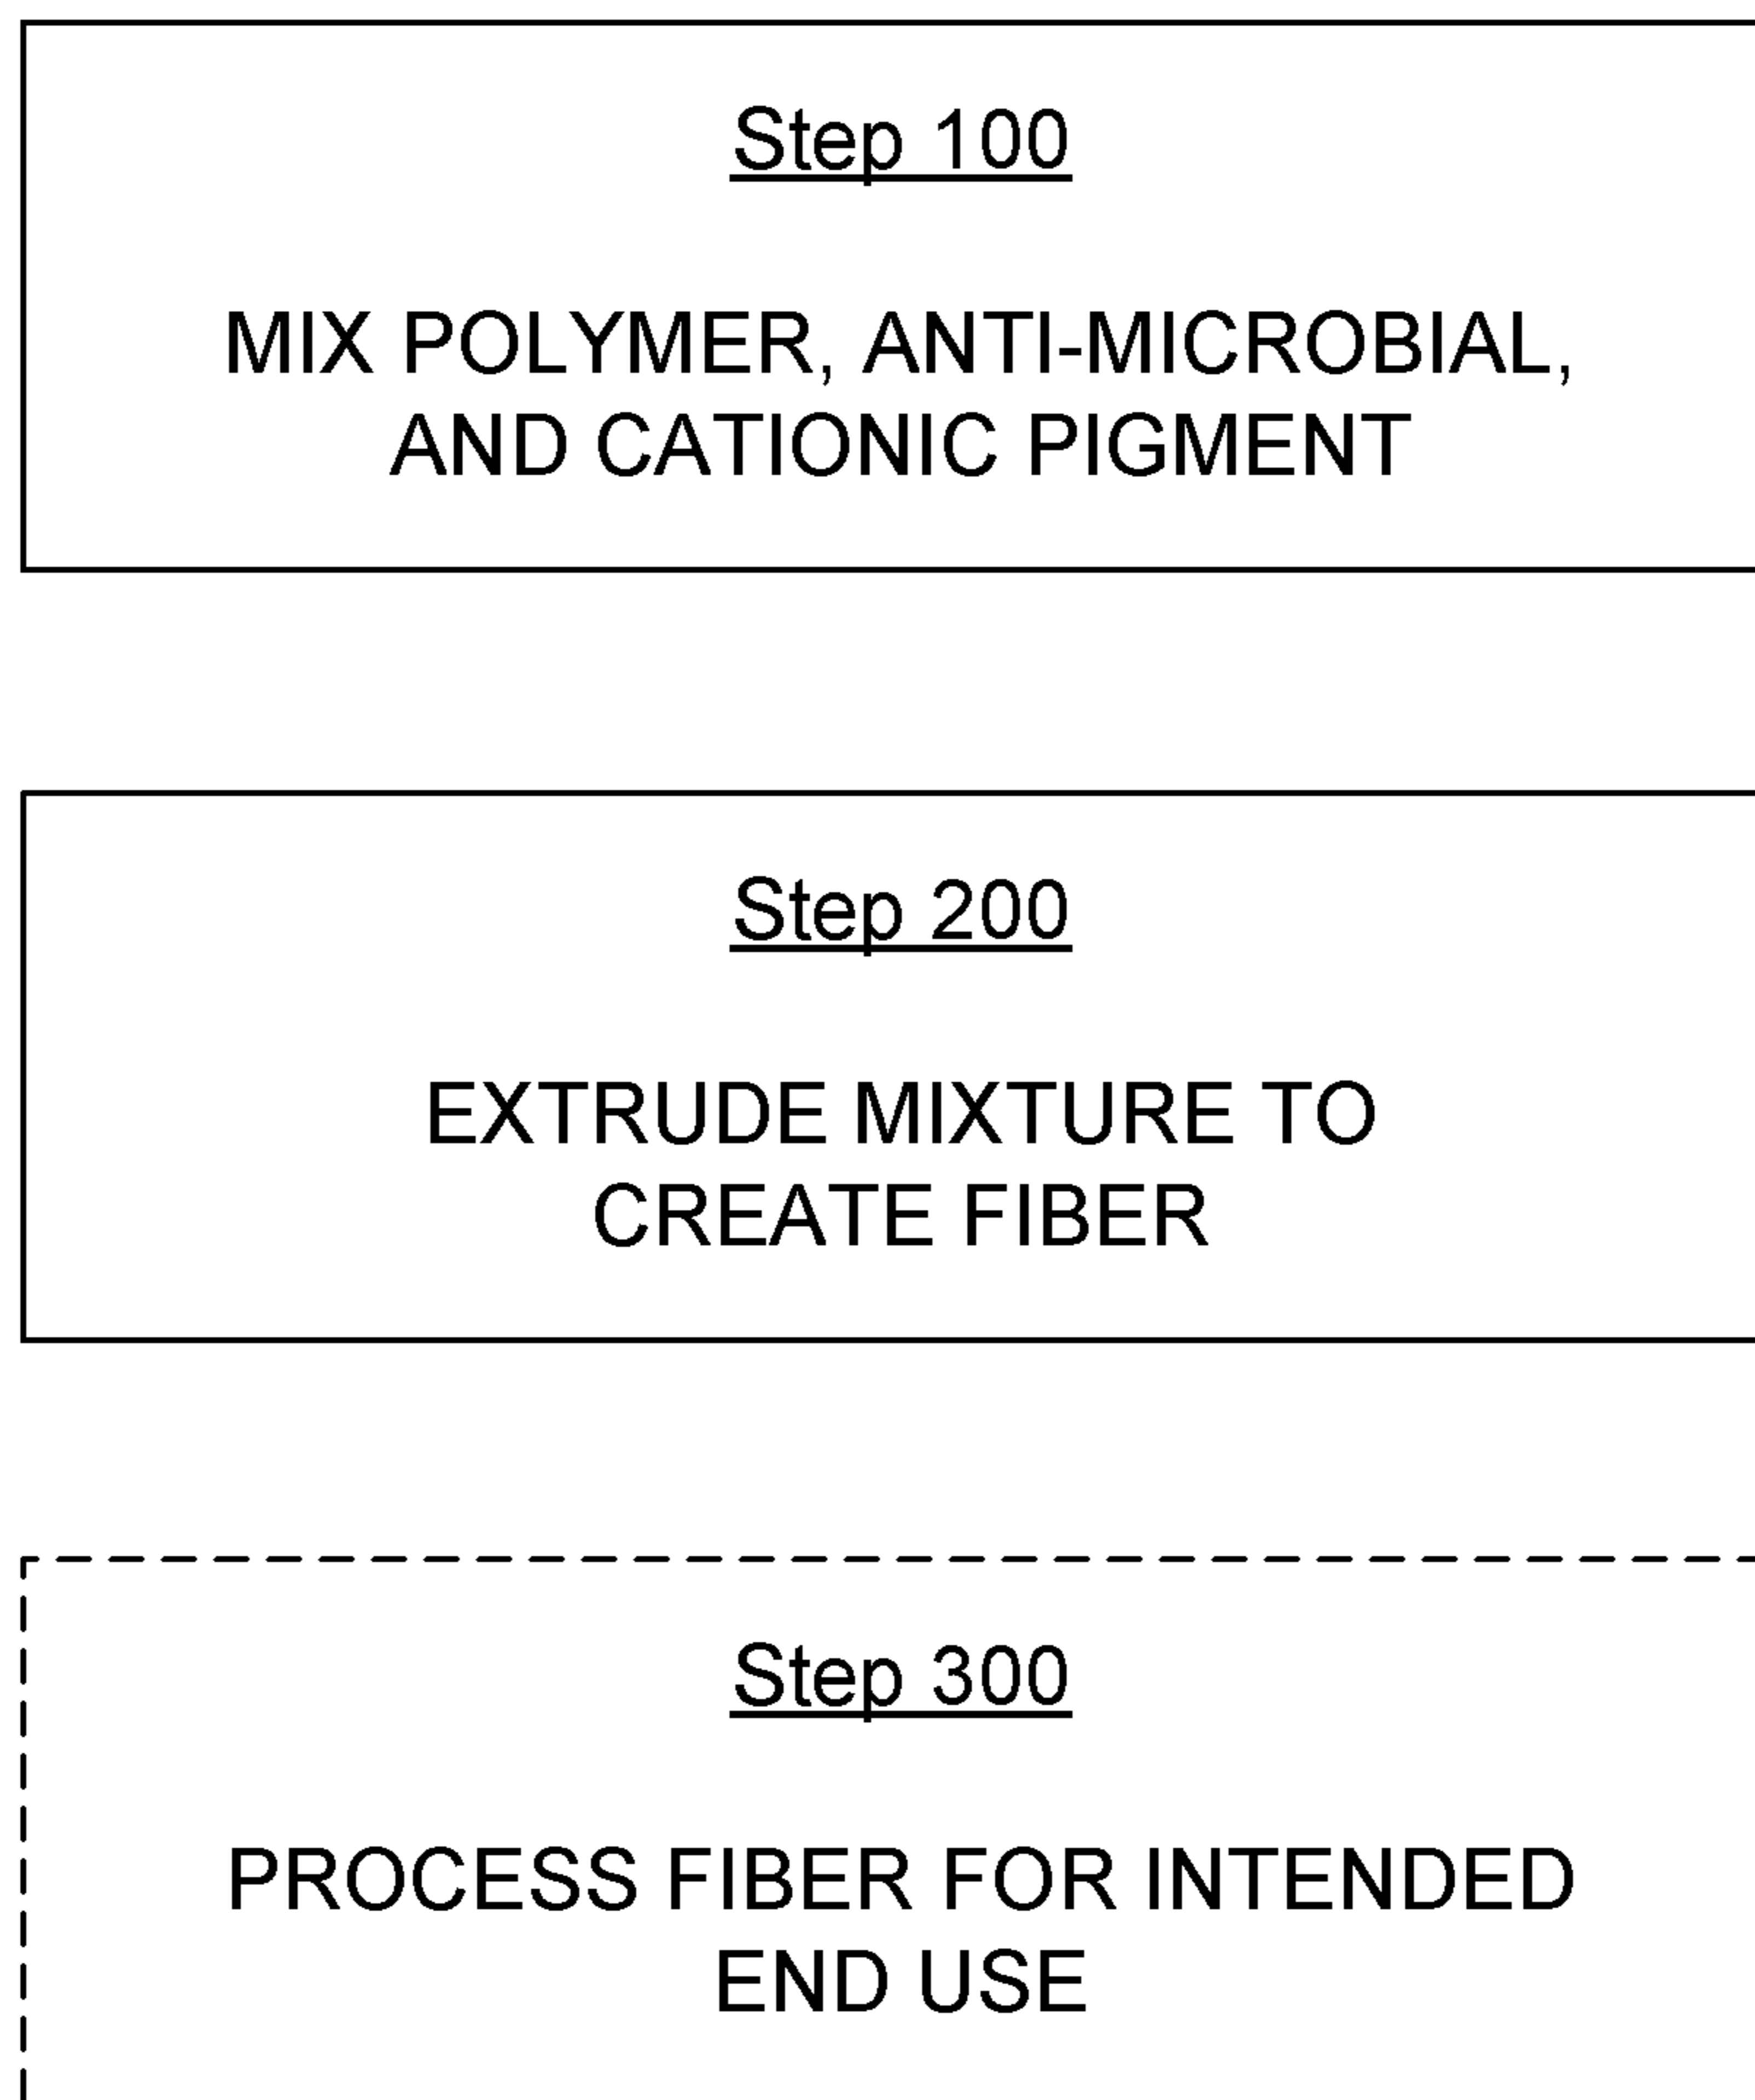 Step 100
MIX POLYMER, ANTI-MICROBIAL,
AND CATIONIC PIGMENT
Step 200
EXTRUDE MIXTURE TO
CREATE FIBER
Step 300
PROCESS FIBER FOR INTENDED
END USE